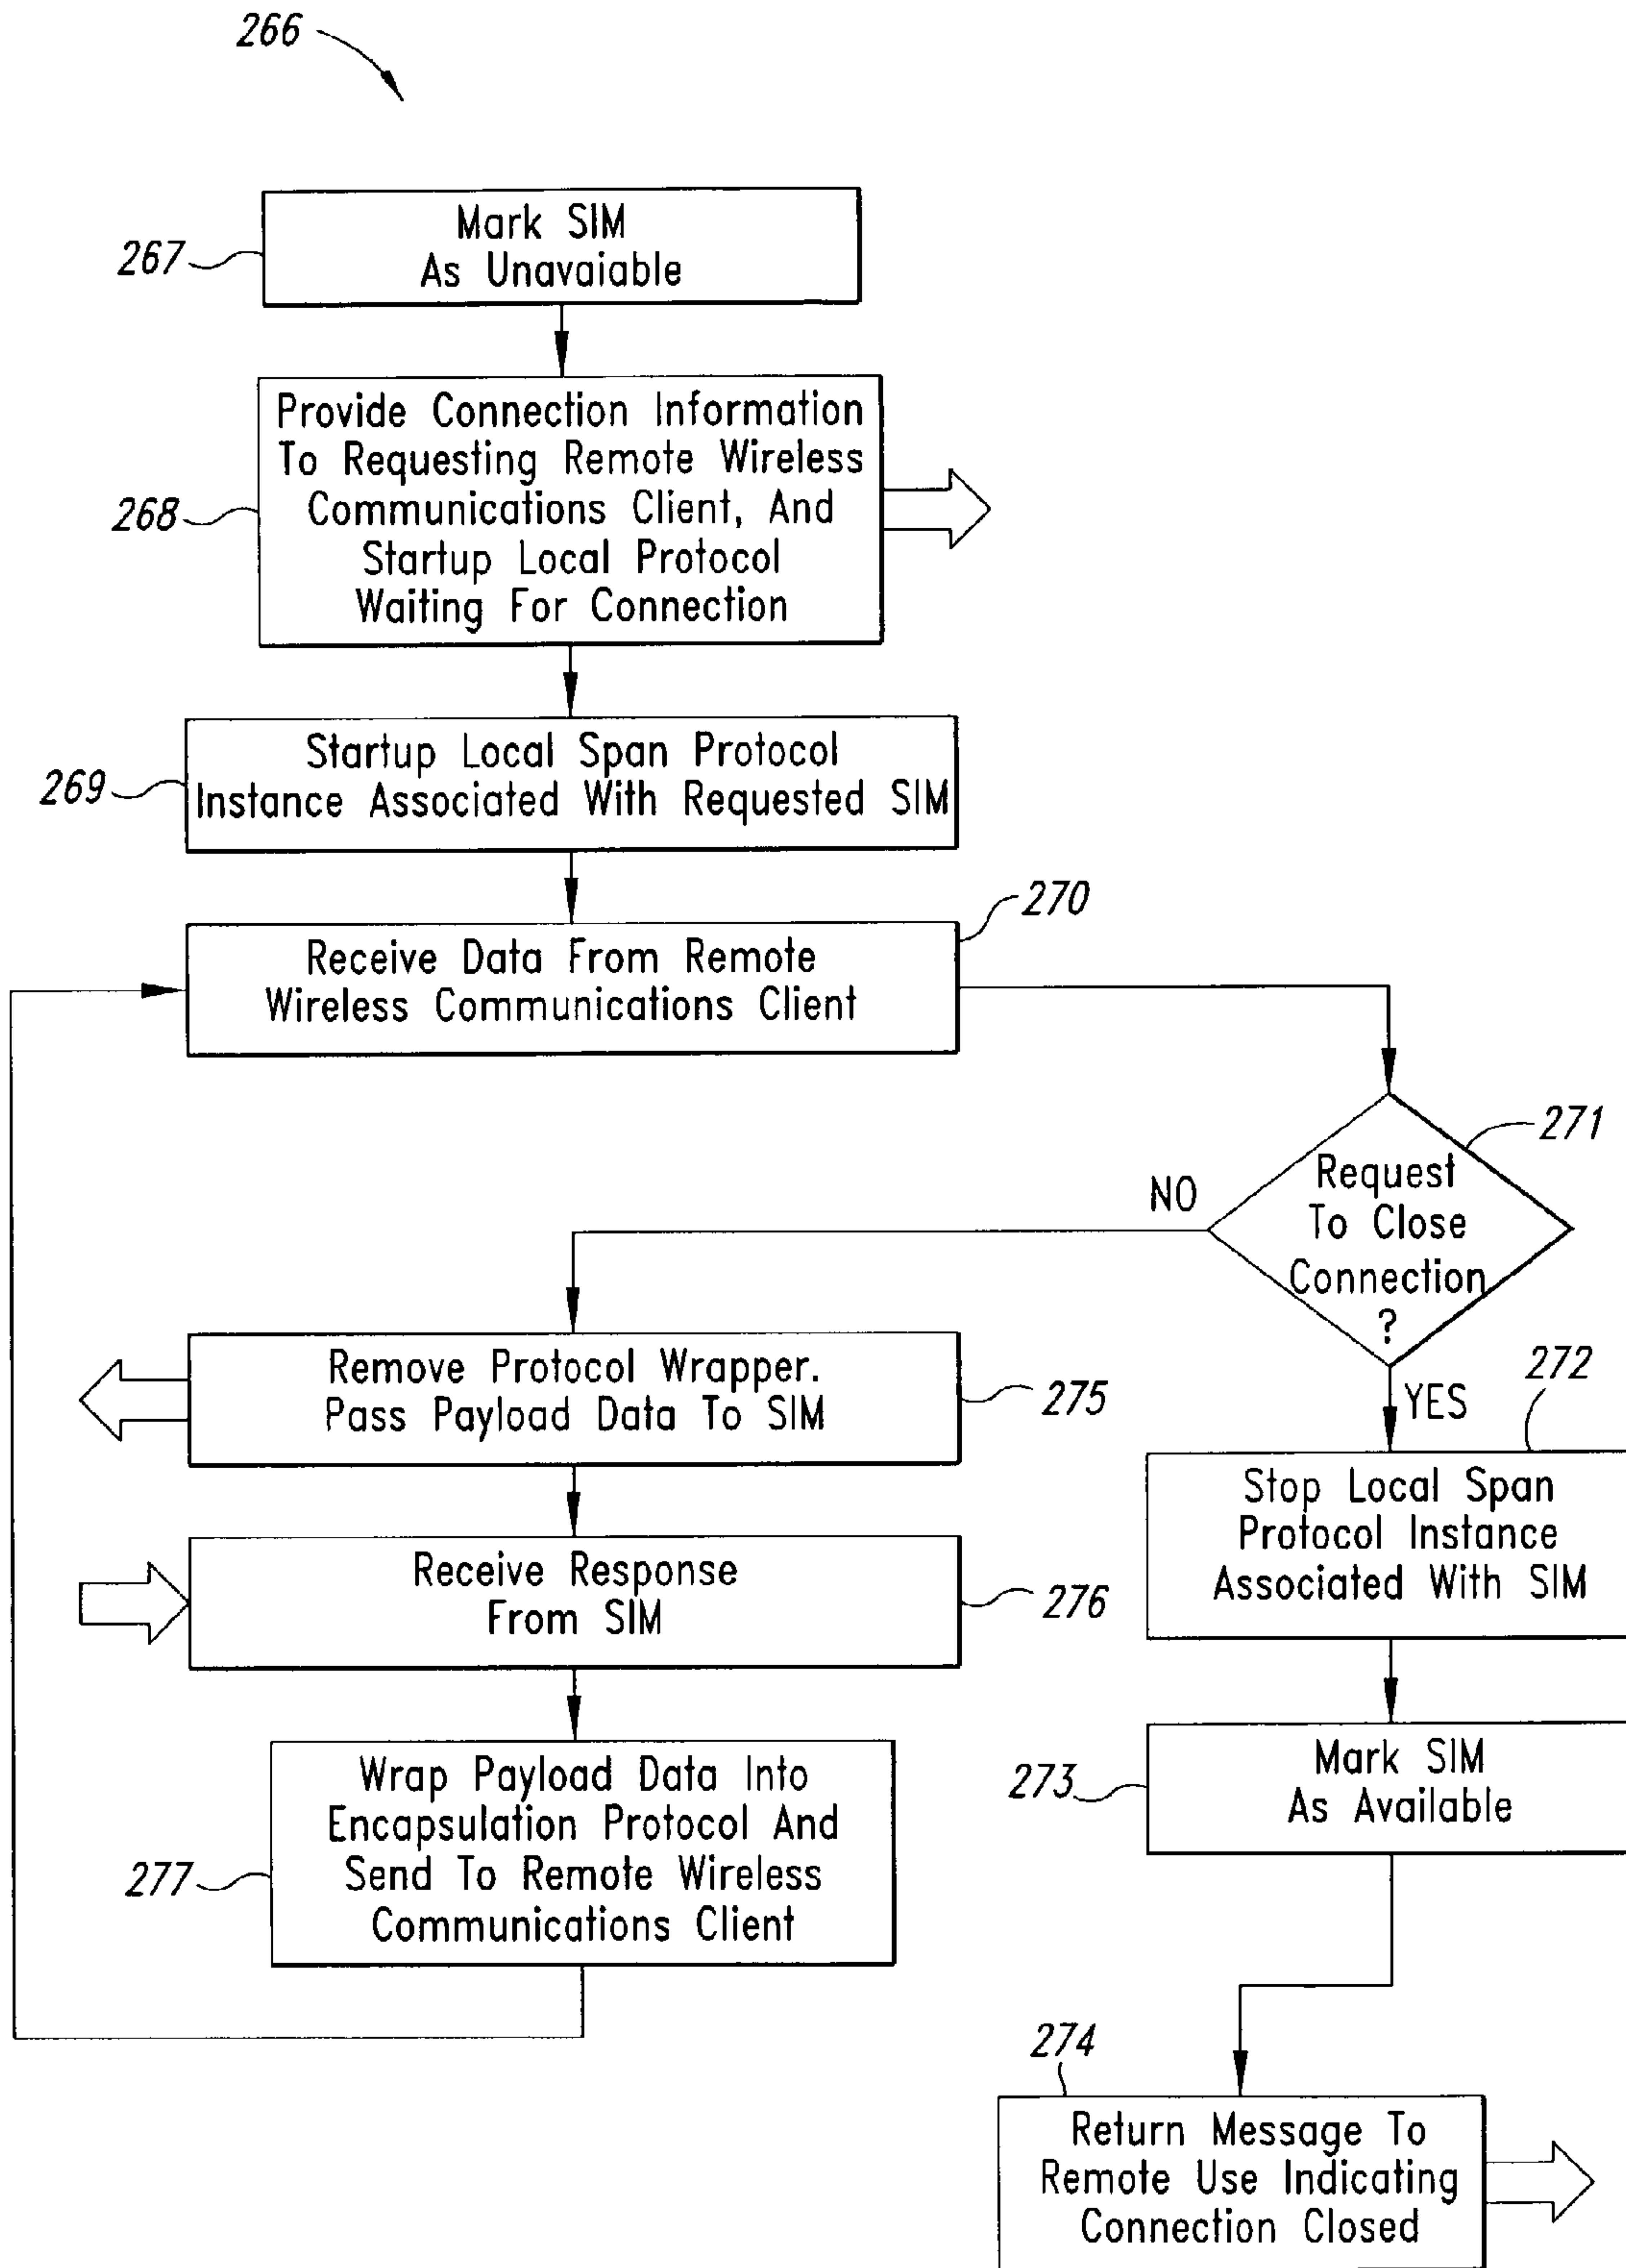 266
267
Mark SIM
As Unavaiable
268
Provide Connection Information
To Requesting Remote Wireless
Communications Client, And
Startup Local Protocol
Waiting For Connection
269
Startup Local Span Protocol
Instance Associated With Requested SIM
270
Receive Data From Remote
Wireless Communications Client
271
Request
To Close
Connection
?
NO
YES
275
Remove Protocol Wrapper.
Pass Payload Data To SIM
276
Receive Response
From SIM
277
Wrap Payload Data Into
Encapsulation Protocol And
Send To Remote Wireless
Communications Client
272
Stop Local Span
Protocol Instance
Associated With SIM
273
Mark SIM
As Available
274
Return Message To
Remote Use Indicating
Connection Closed